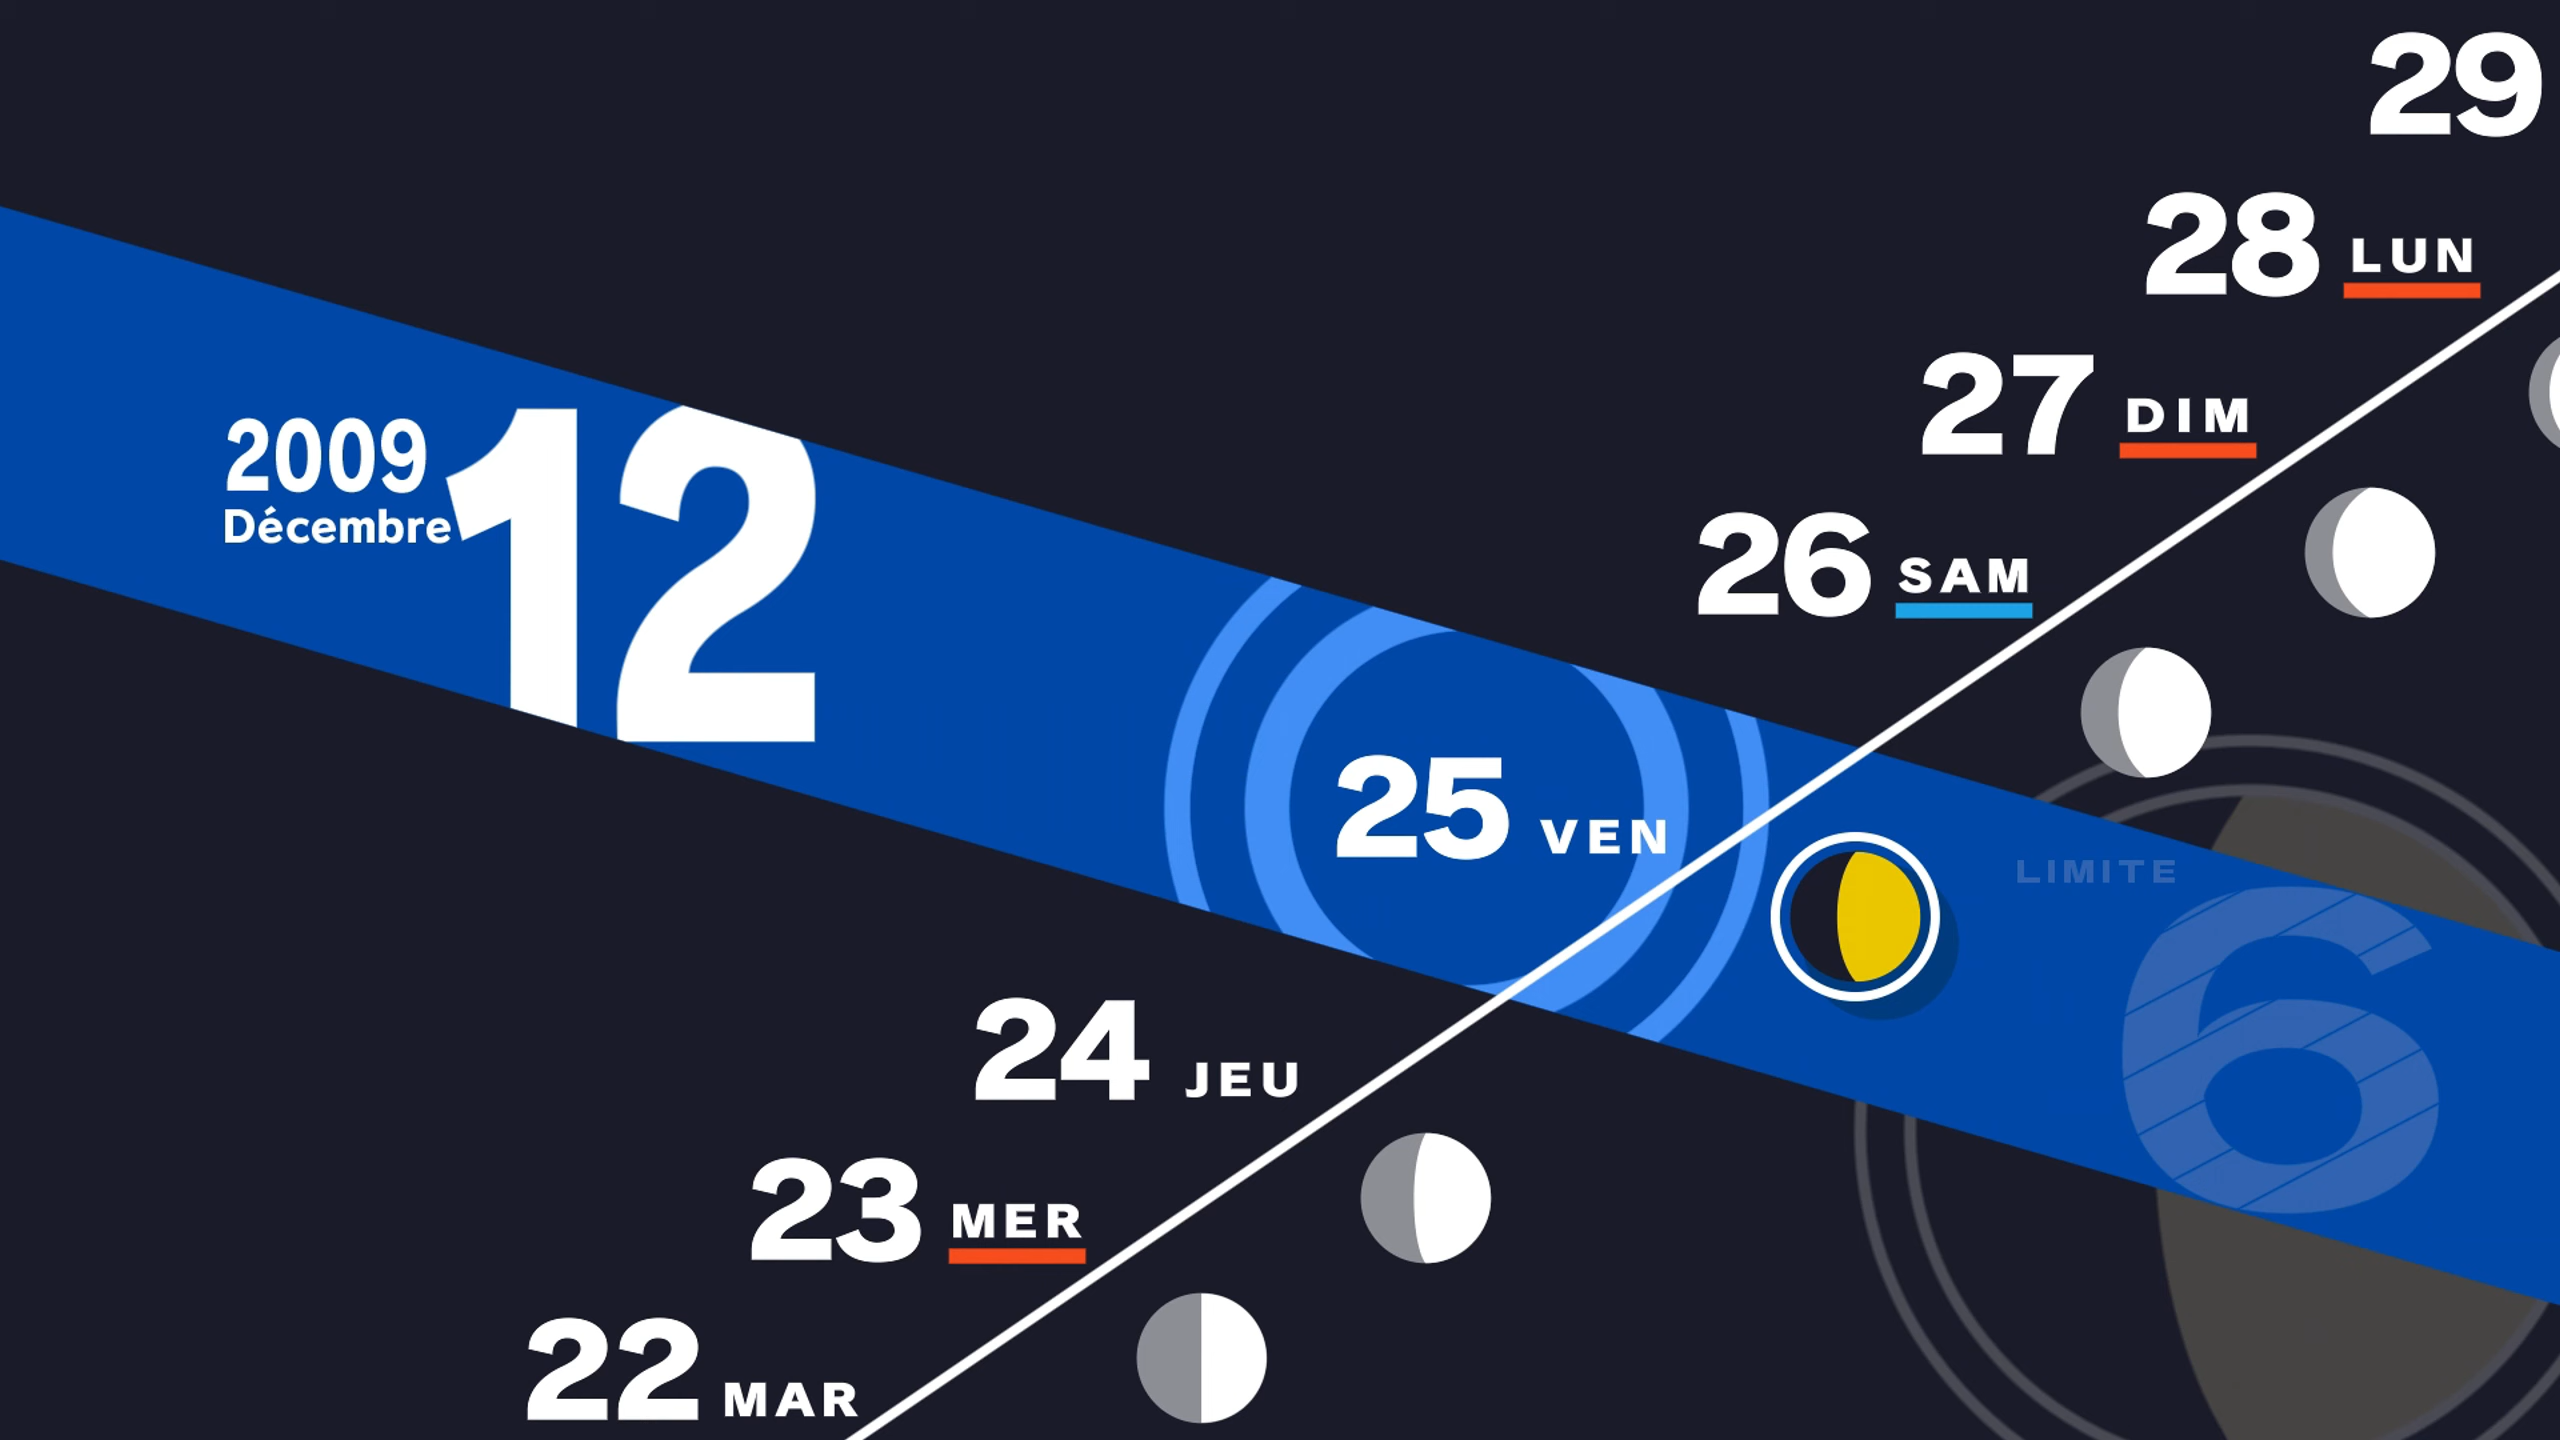 29
28 LUN
27 DIM
26 SAM
2009
Décembre
12
25 VEN
LIMITE
6
24 JEU
23 MER
22 MAR